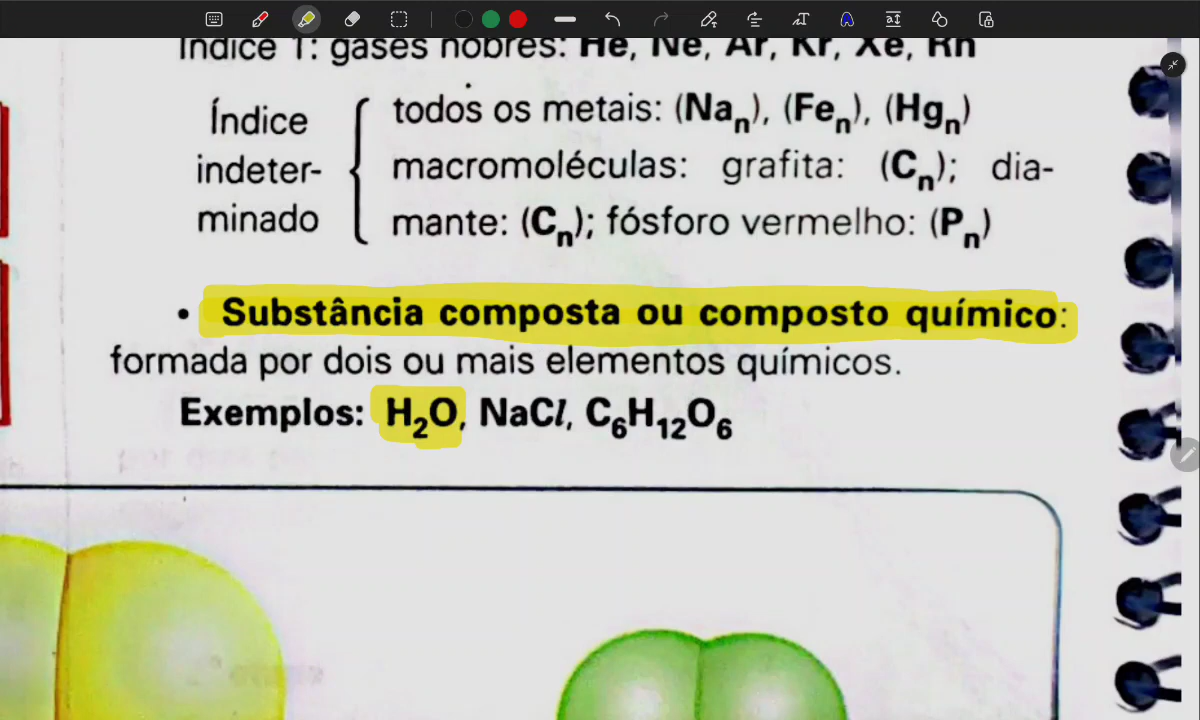 Índice 1: gases nobres: He, Ne, Ar, Kr, Xe, Rn
Índice
indeter-
minado
todos os metais: (Naₙ), (Feₙ), (Hgₙ)
macromoléculas: grafita: (Cₙ); dia-
mante: (Cₙ); fósforo vermelho: (Pₙ)
• Substância composta ou composto químico:
formada por dois ou mais elementos químicos.
Exemplos: H₂O, NaCl, C₆H₁₂O₆